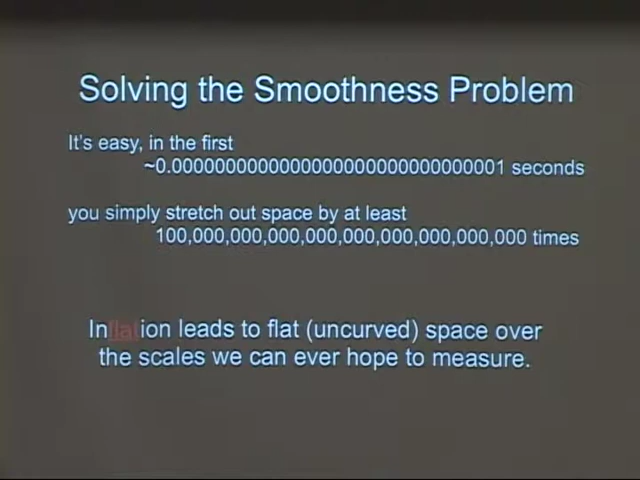 Solving the Smoothness Problem
It's easy, in the first
~0.0000000000000000000000000000001 seconds
you simply stretch out space by at least
100,000,000,000,000,000,000,000,000,000 times
Inflation leads to flat (uncurved) space over
the scales we can ever hope to measure.